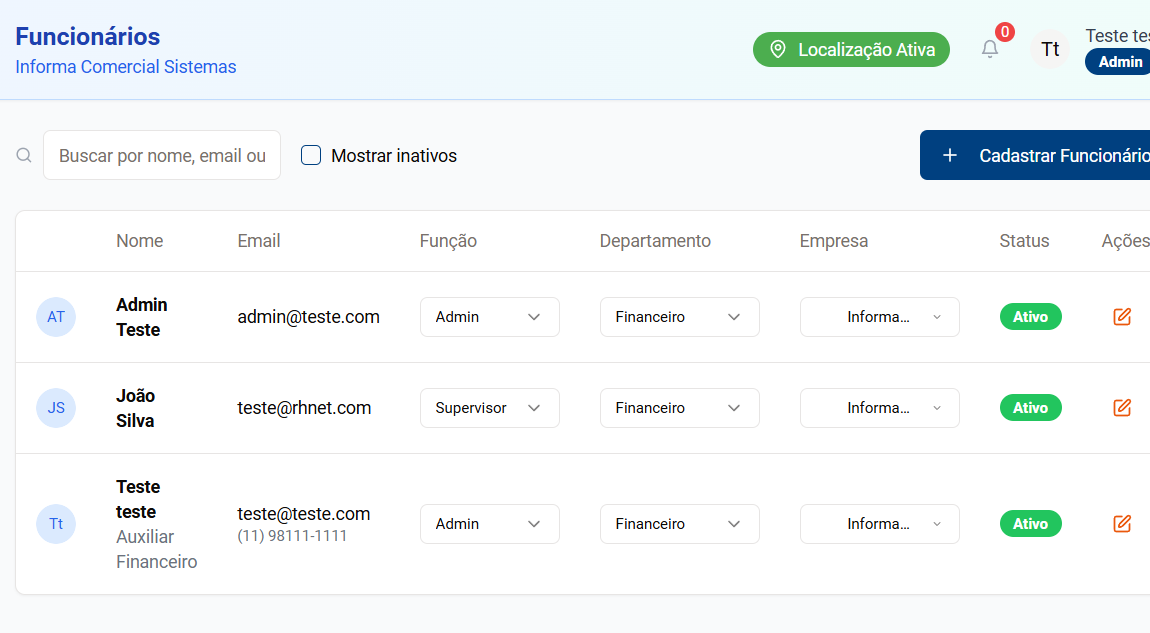 Funcionários
Informa Comercial Sistemas
Localização Ativa
0
Tt
Teste tes
Admin
Buscar por nome, email ou
Mostrar inativos
+ Cadastrar Funcionário
Nome Email Função Departamento Empresa Status Ações
AT Admin Teste admin@teste.com Admin Financeiro Informa... Ativo
JS João Silva teste@rhnet.com Supervisor Financeiro Informa... Ativo
Tt Teste teste teste@teste.com Admin Financeiro Informa... Ativo
(11) 98111-1111
Auxiliar
Financeiro